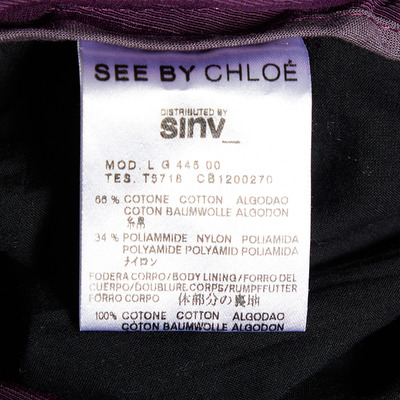 SEE BY CHLOÉ
DISTRIBUTED BY
sinv
MOD. L G 445 00
TES. T5718 CB1200270
66 % COTONE COTTON ALGODAO
COTON BAUMWOLLE ALGODON
綿
34 % POLIAMMIDE NYLON POLIAMIDA
POLYAMIDE POLYAMID POLIAMIDA
ナイロン
FODERA CORPO/BODY LINING/FORRO DEL
CUERPO/DOUBLURE CORPS/RUMPFFUTTER
FORRO CORPO 体部分の裏地
100% COTONE COTTON ALGODAO
COTON BAUMWOLLE ALGODON